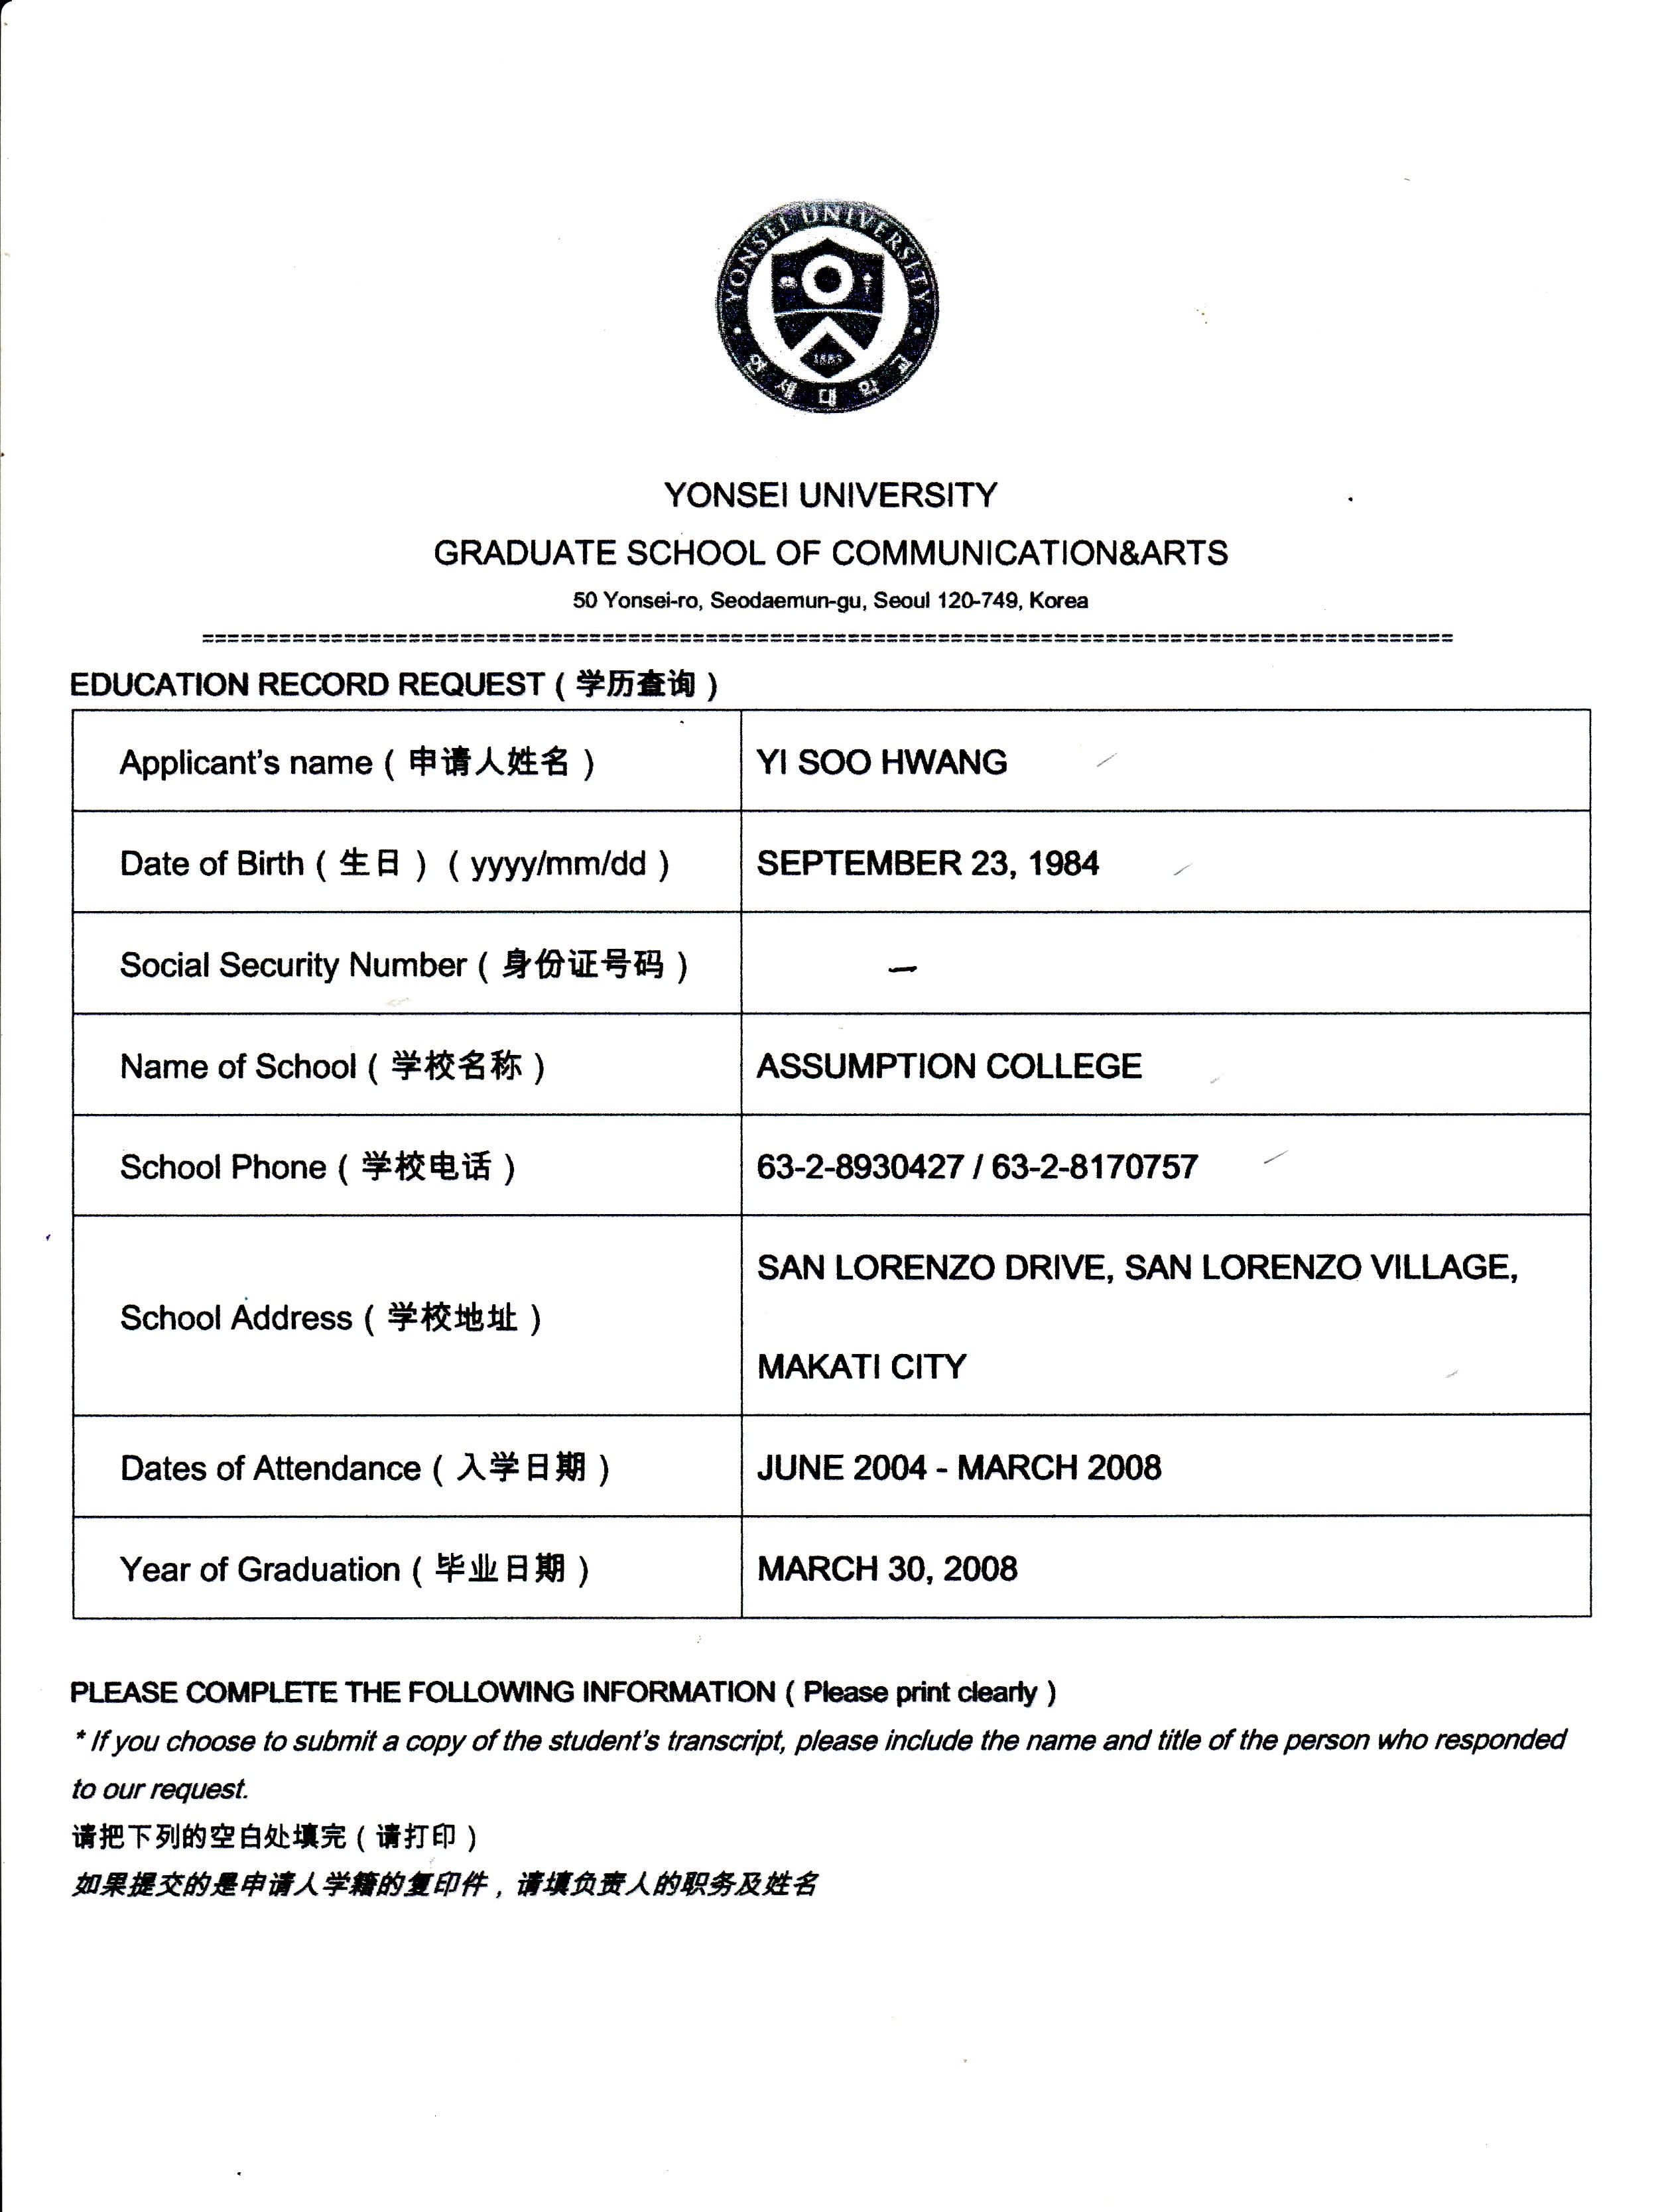 YONSEI UNIVERSITY
연세대학교
1885
YONSEI UNIVERSITY
GRADUATE SCHOOL OF COMMUNICATION&ARTS
50 Yonsei-ro, Seodaemun-gu, Seoul 120-749, Korea
EDUCATION RECORD REQUEST ( 学历查询 )
Applicant's name ( 申请人姓名 ) YI SOO HWANG
Date of Birth ( 生日 ) ( yyyy/mm/dd ) SEPTEMBER 23, 1984
Social Security Number ( 身份证号码 ) –
Name of School ( 学校名称 ) ASSUMPTION COLLEGE
School Phone ( 学校电话 ) 63-2-8930427 / 63-2-8170757
School Address ( 学校地址 ) SAN LORENZO DRIVE, SAN LORENZO VILLAGE,
MAKATI CITY
Dates of Attendance ( 入学日期 ) JUNE 2004 - MARCH 2008
Year of Graduation ( 毕业日期 ) MARCH 30, 2008
PLEASE COMPLETE THE FOLLOWING INFORMATION ( Please print clearly )
* If you choose to submit a copy of the student's transcript, please include the name and title of the person who responded
to our request.
请把下列的空白处填完 ( 请打印 )
如果提交的是申请人学籍的复印件，请填负责人的职务及姓名